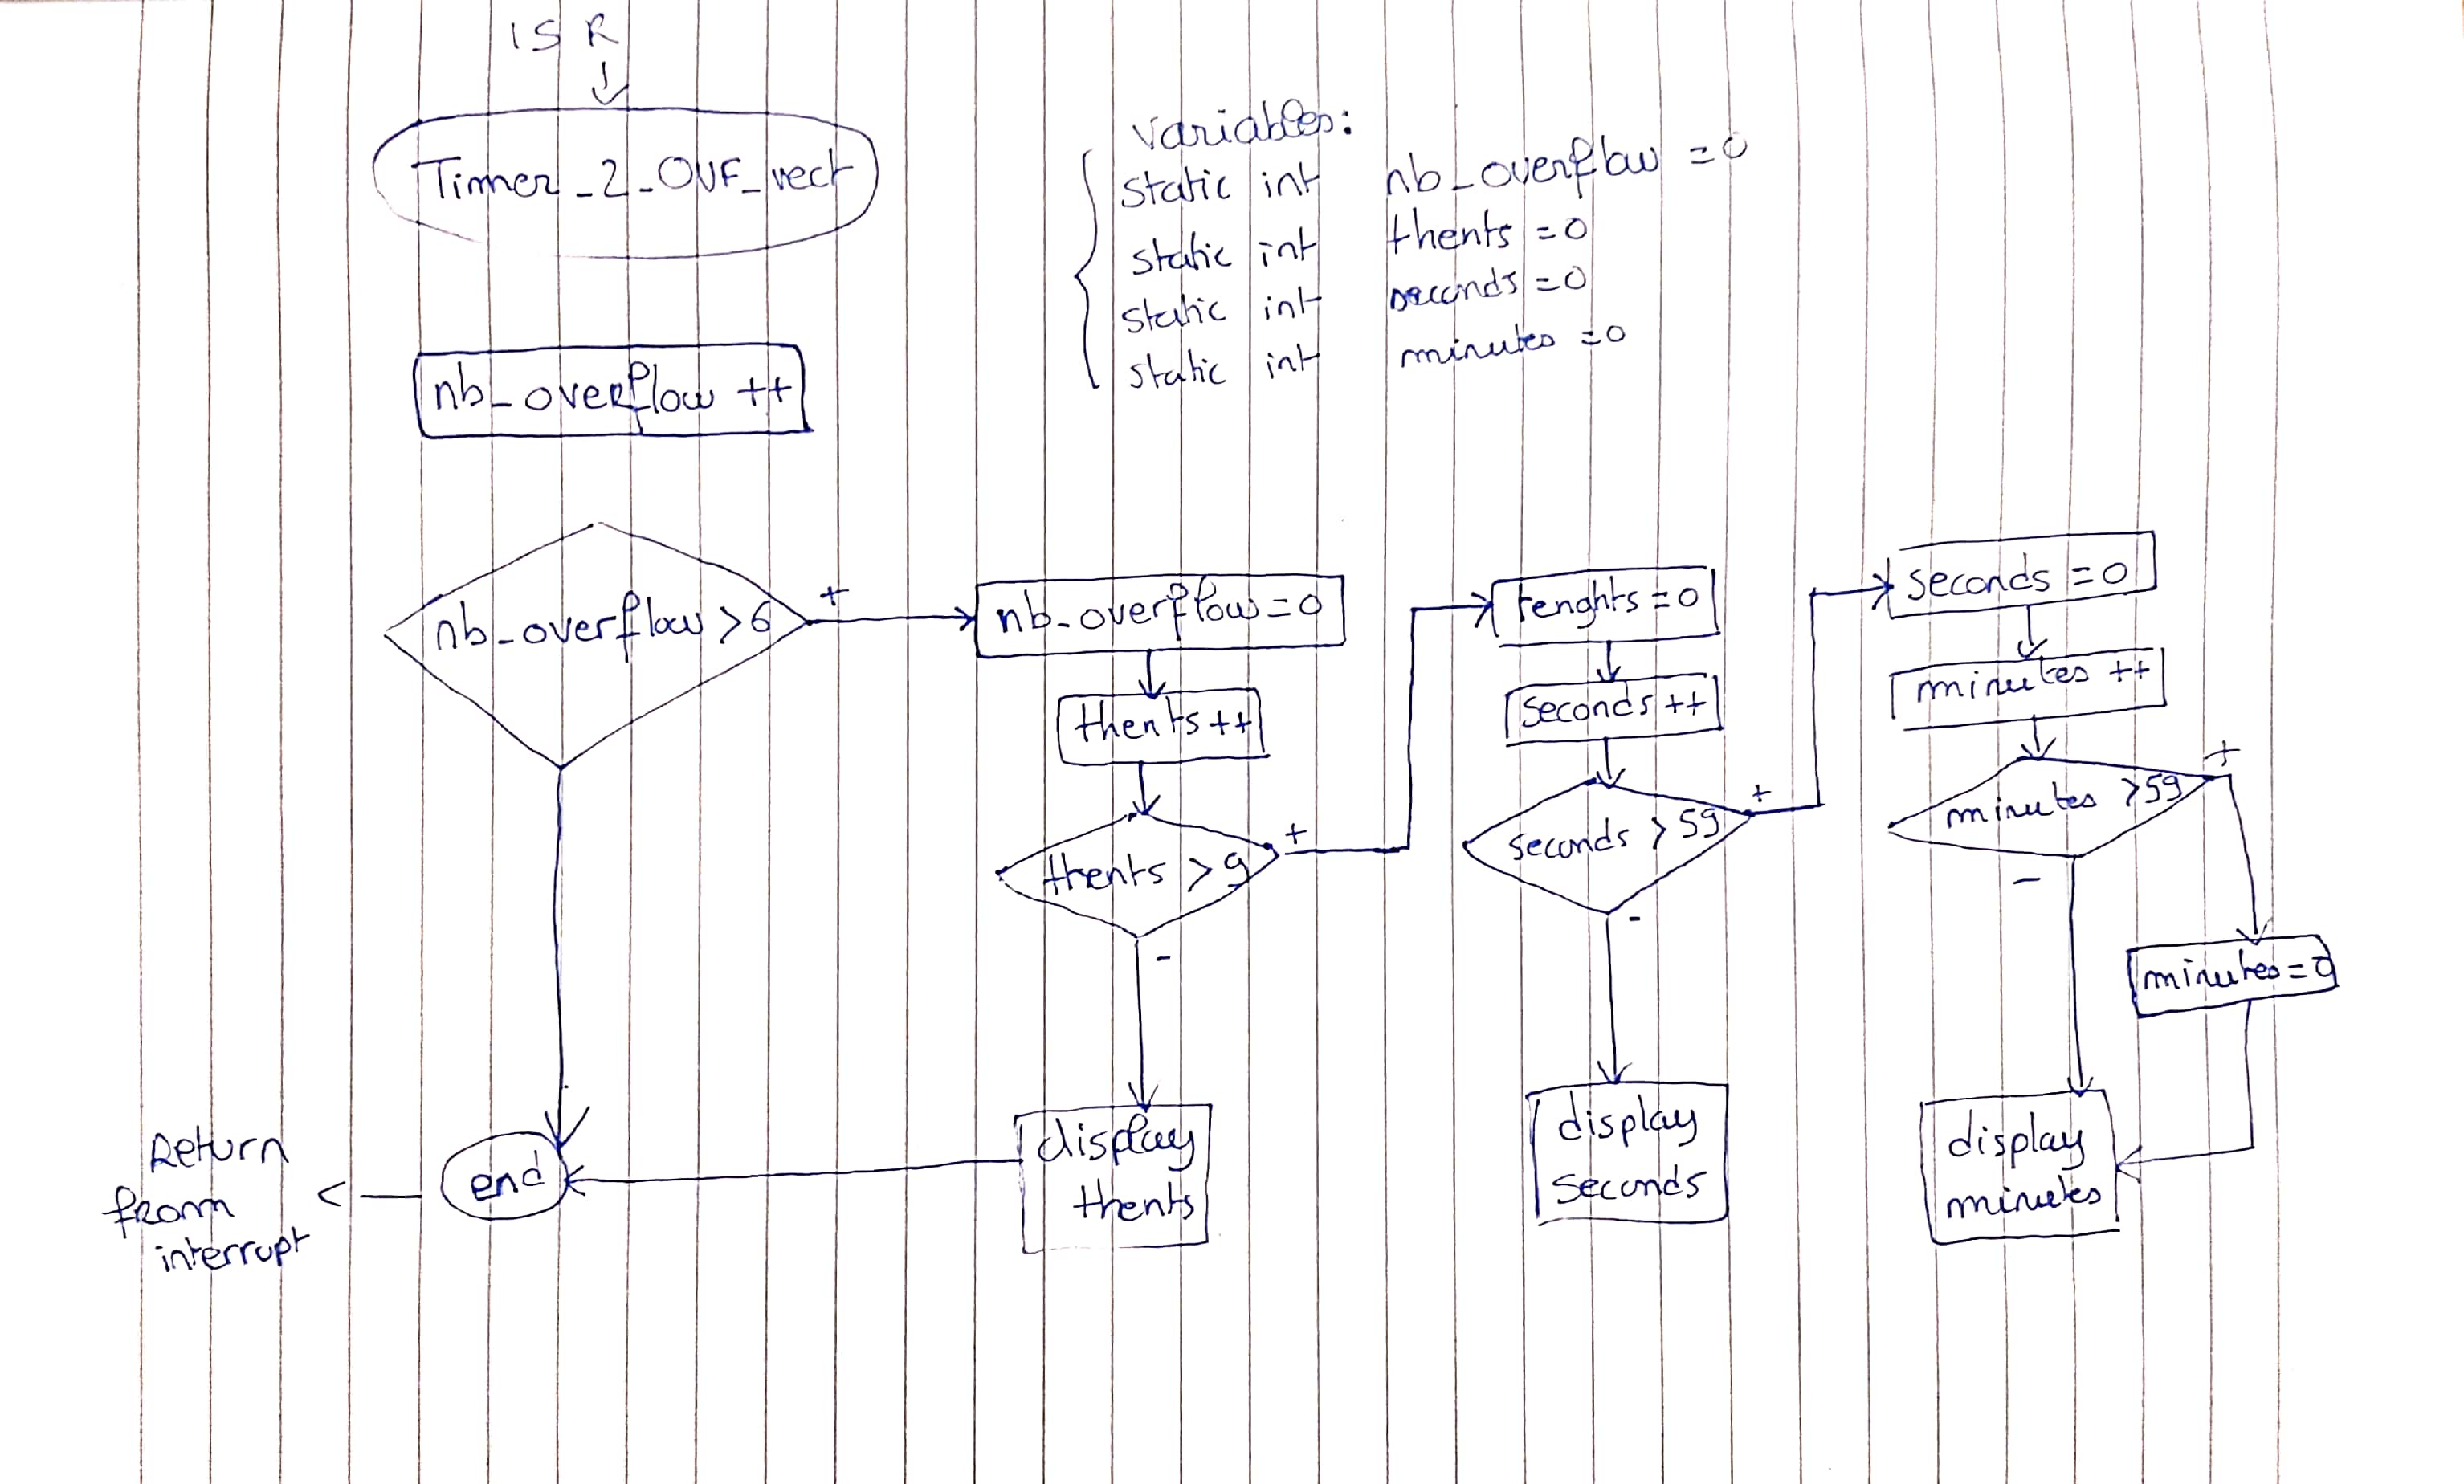 ISR
Timer_2_OVF_vect
variables:
static int nb_overflow = 0
static int thents = 0
static int seconds = 0
static int minutes = 0
nb_overflow ++
nb_overflow > 6
+
nb_overflow = 0
thents ++
thents > 9
+
-
display
thents
tenghts = 0
seconds ++
seconds > 59
+
-
display
seconds
seconds = 0
minutes ++
minutes > 59
+
-
minutes = 0
display
minutes
end
Return
from
interrupt